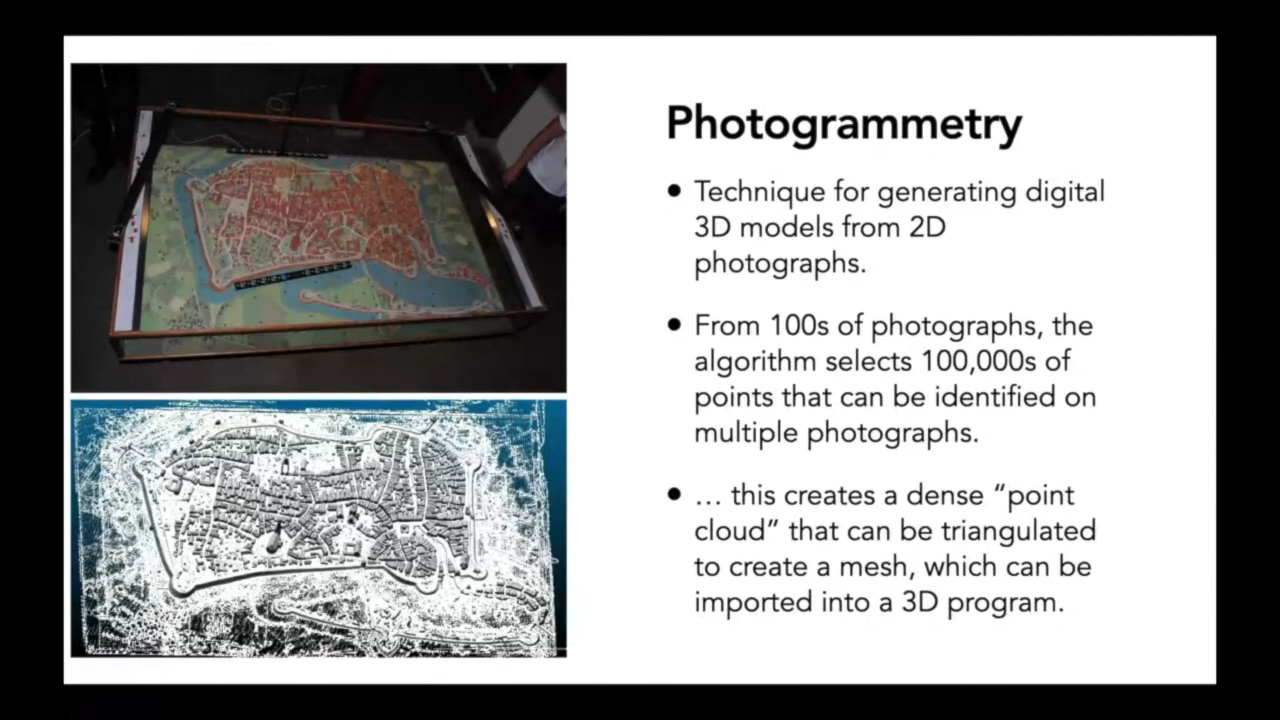 Photogrammetry
● Technique for generating digital
3D models from 2D
photographs.
● From 100s of photographs, the
algorithm selects 100,000s of
points that can be identified on
multiple photographs.
● … this creates a dense “point
cloud” that can be triangulated
to create a mesh, which can be
imported into a 3D program.